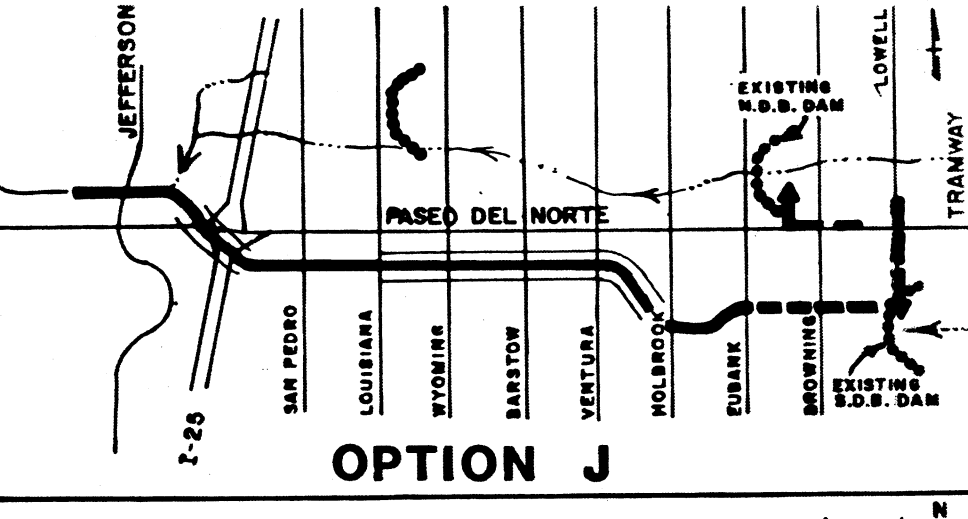 JEFFERSON
LOWELL
EXISTING
N.D.B. DAM
TRAMWAY
PASEO DEL NORTE
SAN PEDRO
LOUISIANA
WYOMING
BARSTOW
VENTURA
HOLBROOK
EUBANK
BROWNING
EXISTING
S.D.B. DAM
I-25
OPTION J
N